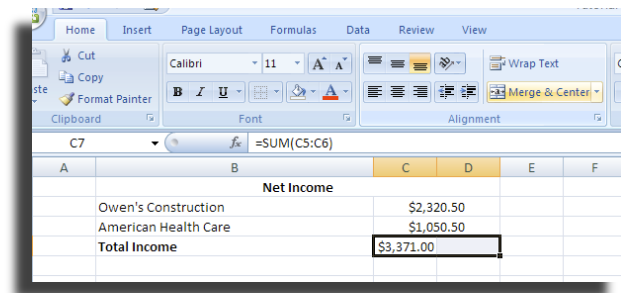 Home Insert Page Layout Formulas Data Review View
Cut
Copy
Format Painter
Clipboard
Calibri 11 A A
B I U A
Font
Wrap Text
Merge & Center
Alignment
C7 fx =SUM(C5:C6)
A B C D E F
Net Income
Owen's Construction $2,320.50
American Health Care $1,050.50
Total Income $3,371.00